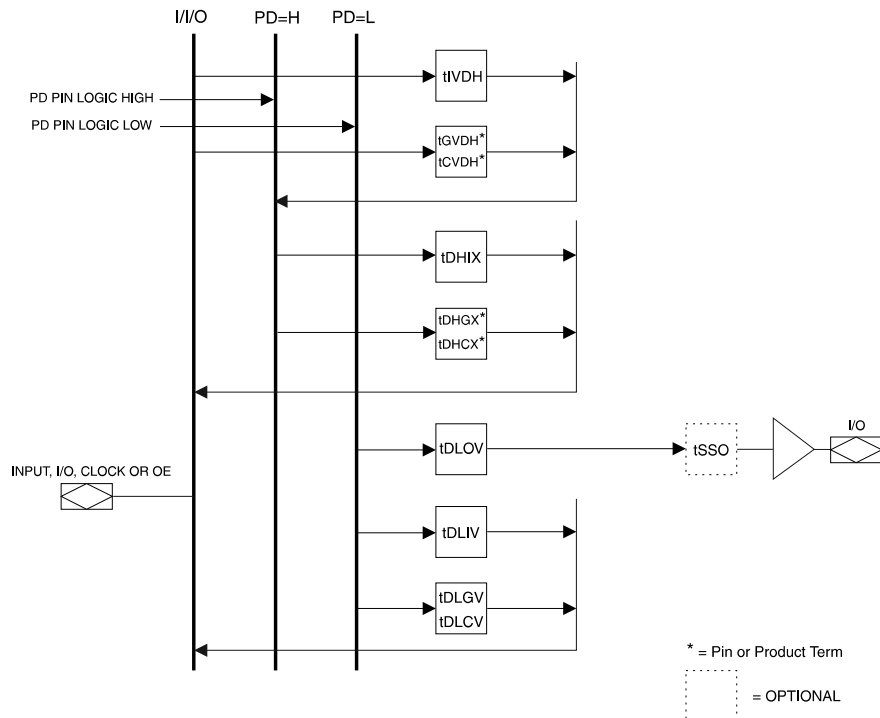 I/I/O PD=H PD=L
tIVDH
PD PIN LOGIC HIGH
PD PIN LOGIC LOW
tGVDH*
tCVDH*
tDHIX
tDHGX*
tDHCX*
tDLOV
tSSO
I/O
INPUT, I/O, CLOCK OR OE
tDLIV
tDLGV
tDLCV
* = Pin or Product Term
= OPTIONAL